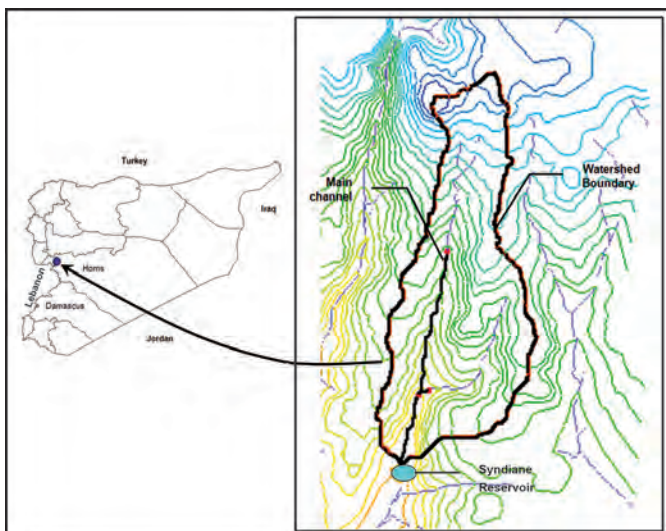 Turkey
Iraq
Homs
Lebanon
Damascus
Jordan
Main
channel
Watershed
Boundary
Syndiane
Reservoir